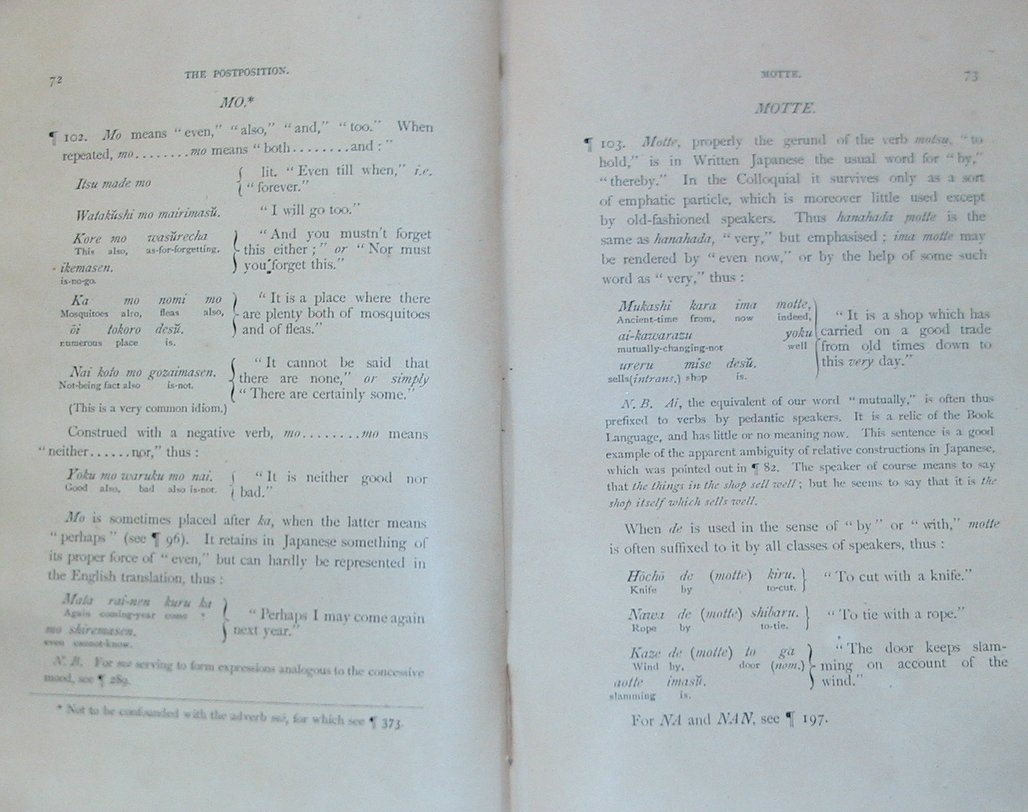 72
THE POSTPOSITION.
MO.*
¶ 102. Mo means “even,” “also,” “and,” “too.” When
repeated, mo........mo means “both........and :”
Itsu made mo { lit. “Even till when,” i.e.
“forever.”
Watakŭshi mo mairimasŭ. “I will go too.”
Kore mo wasŭrecha } “And you mustn't forget
This also, as-for-forgetting. this either ;” or “Nor must
ikemasen. you forget this.”
is-no-go.
Ka mo nomi mo } “It is a place where there
Mosquitoes also, fleas also, are plenty both of mosquitoes
ōi tokoro desŭ. and of fleas.”
numerous place is.
Nai koto mo gozaimasen. { “It cannot be said that
Not-being fact also is-not. there are none,” or simply
“There are certainly some.”
(This is a very common idiom.)
Construed with a negative verb, mo........mo means
“neither......nor,” thus :
Yoku mo waruku mo nai. { “It is neither good nor
Good also, bad also is-not. bad.”
Mo is sometimes placed after ka, when the latter means
“perhaps” (see ¶ 96). It retains in Japanese something of
its proper force of “even,” but can hardly be represented in
the English translation, thus :
Mata rai-nen kuru ka } “Perhaps I may come again
Again coming-year come ? next year.”
mo shiremasen.
even cannot-know.
N. B. For mo serving to form expressions analogous to the concessive
mood, see ¶ 289.
* Not to be confounded with the adverb mō, for which see ¶ 373.
MOTTE.
73
MOTTE.
¶ 103. Motte, properly the gerund of the verb motsu, “to
hold,” is in Written Japanese the usual word for “by,”
“thereby.” In the Colloquial it survives only as a sort
of emphatic particle, which is moreover little used except
by old-fashioned speakers. Thus hanahada motte is the
same as hanahada, “very,” but emphasised ; ima motte may
be rendered by “even now,” or by the help of some such
word as “very,” thus :
Mukashi kara ima motte, } “It is a shop which has
Ancient-time from, now indeed, carried on a good trade
ai-kawarazu yoku from old times down to
mutually-changing-not well this very day.”
ureru mise desŭ.
sells(intrans.) shop is.
N. B. Ai, the equivalent of our word “mutually,” is often thus
prefixed to verbs by pedantic speakers. It is a relic of the Book
Language, and has little or no meaning now. This sentence is a good
example of the apparent ambiguity of relative constructions in Japanese,
which was pointed out in ¶ 82. The speaker of course means to say
that the things in the shop sell well ; but he seems to say that it is the
shop itself which sells well.
When de is used in the sense of “by” or “with,” motte
is often suffixed to it by all classes of speakers, thus :
Hōchō de (motte) kiru. } “To cut with a knife.”
Knife by to-cut.
Nawa de (motte) shibaru. } “To tie with a rope.”
Rope by to-tie.
Kaze de (motte) to ga } “The door keeps slam-
Wind by, door (nom.) ming on account of the
aotte imasŭ. wind.”
slamming is.
For NA and NAN, see ¶ 197.